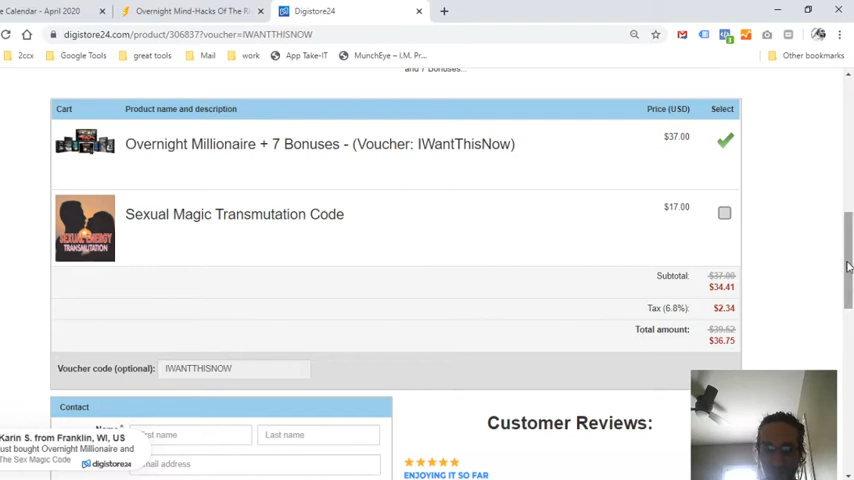 e Calendar - April 2020
Overnight Mind-Hacks Of The R
Digistore24
digistore24.com/product/306837?voucher=IWANTTHISNOW
2ccx
Google Tools
great tools
Mail
work
App Take-IT
MunchEye – I.M. Pr...
Other bookmarks
and 7 Bonuses...
Cart Product name and description Price (USD) Select
Overnight Millionaire + 7 Bonuses - (Voucher: IWantThisNow) $37.00
SEXUAL ENERGY
TRANSMUTATION
Sexual Magic Transmutation Code $17.00
Subtotal: $37.00
$34.41
Tax (6.8%): $2.34
Total amount: $39.52
$36.75
Voucher code (optional): IWANTTHISNOW
Contact
Name
First name Last name
mail address
Customer Reviews:
ENJOYING IT SO FAR
Karin S. from Franklin, WI, US
ust bought Overnight Millionaire and
The Sex Magic Code
digistore24